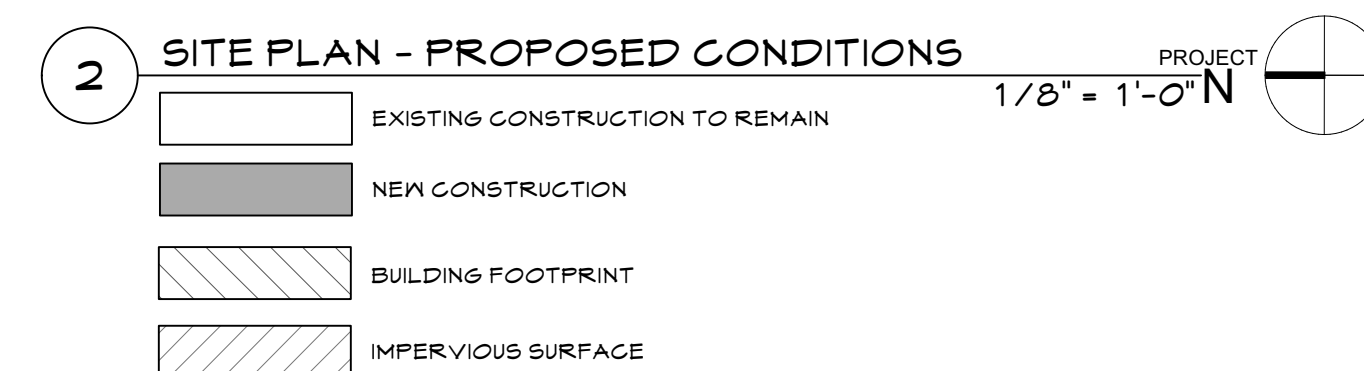 2
SITE PLAN - PROPOSED CONDITIONS
PROJECT
1/8" = 1'-0" N
EXISTING CONSTRUCTION TO REMAIN
NEW CONSTRUCTION
BUILDING FOOTPRINT
IMPERVIOUS SURFACE